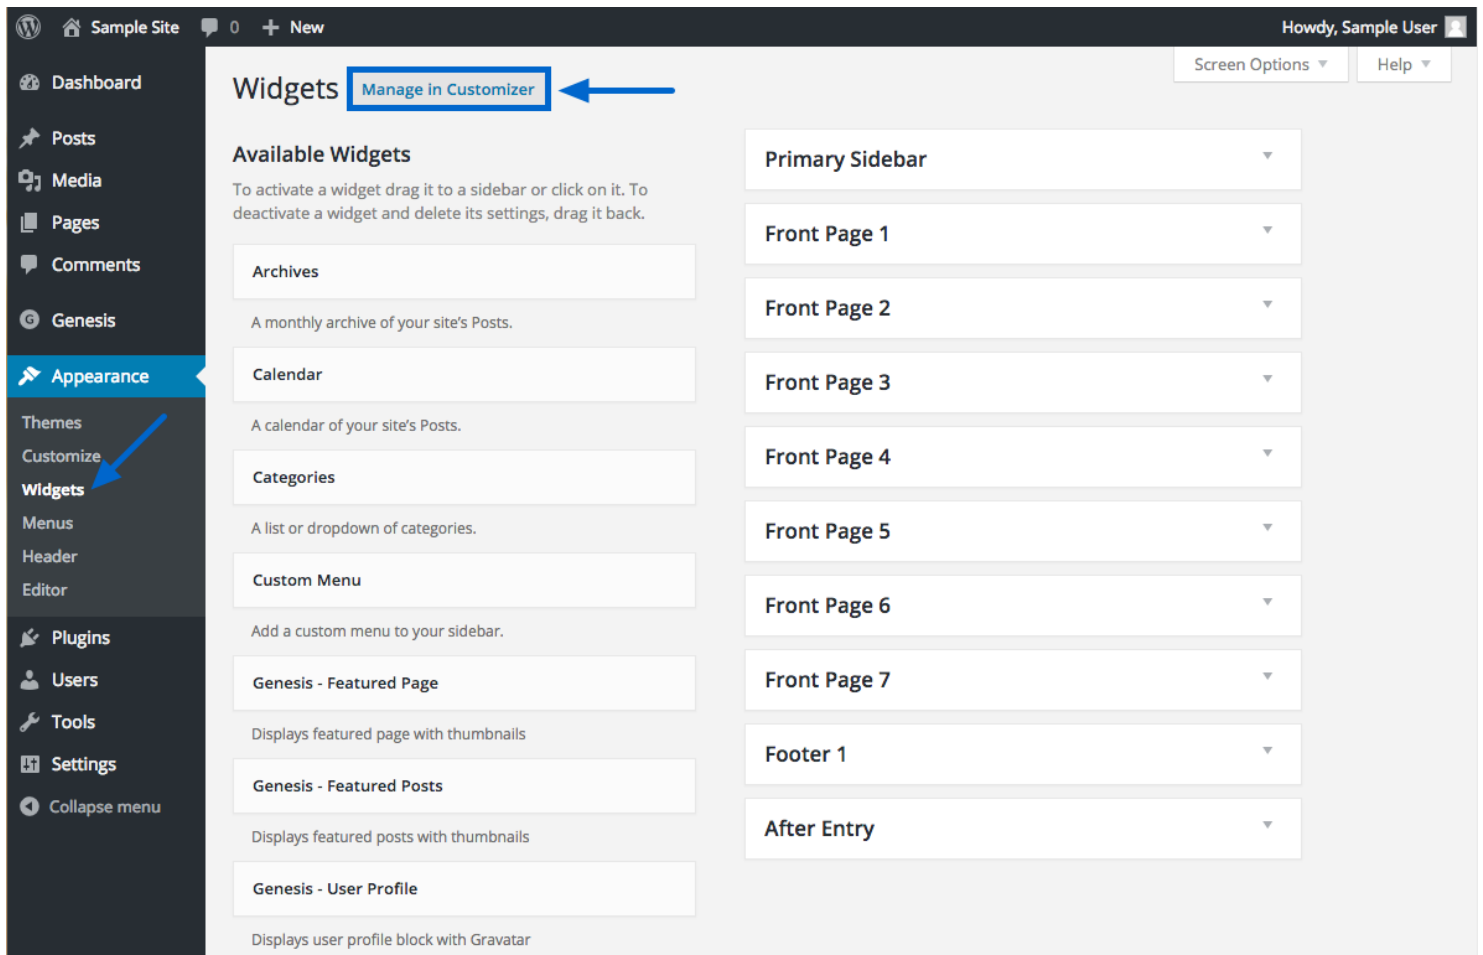 Sample Site 0 New Howdy, Sample User
Dashboard
Posts
Media
Pages
Comments
G Genesis
Appearance
Themes
Customize
Widgets
Menus
Header
Editor
Plugins
Users
Tools
Settings
Collapse menu
Screen Options Help
Widgets Manage in Customizer
Available Widgets
To activate a widget drag it to a sidebar or click on it. To
deactivate a widget and delete its settings, drag it back.
Archives
A monthly archive of your site's Posts.
Calendar
A calendar of your site's Posts.
Categories
A list or dropdown of categories.
Custom Menu
Add a custom menu to your sidebar.
Genesis - Featured Page
Displays featured page with thumbnails
Genesis - Featured Posts
Displays featured posts with thumbnails
Genesis - User Profile
Displays user profile block with Gravatar
Primary Sidebar
Front Page 1
Front Page 2
Front Page 3
Front Page 4
Front Page 5
Front Page 6
Front Page 7
Footer 1
After Entry